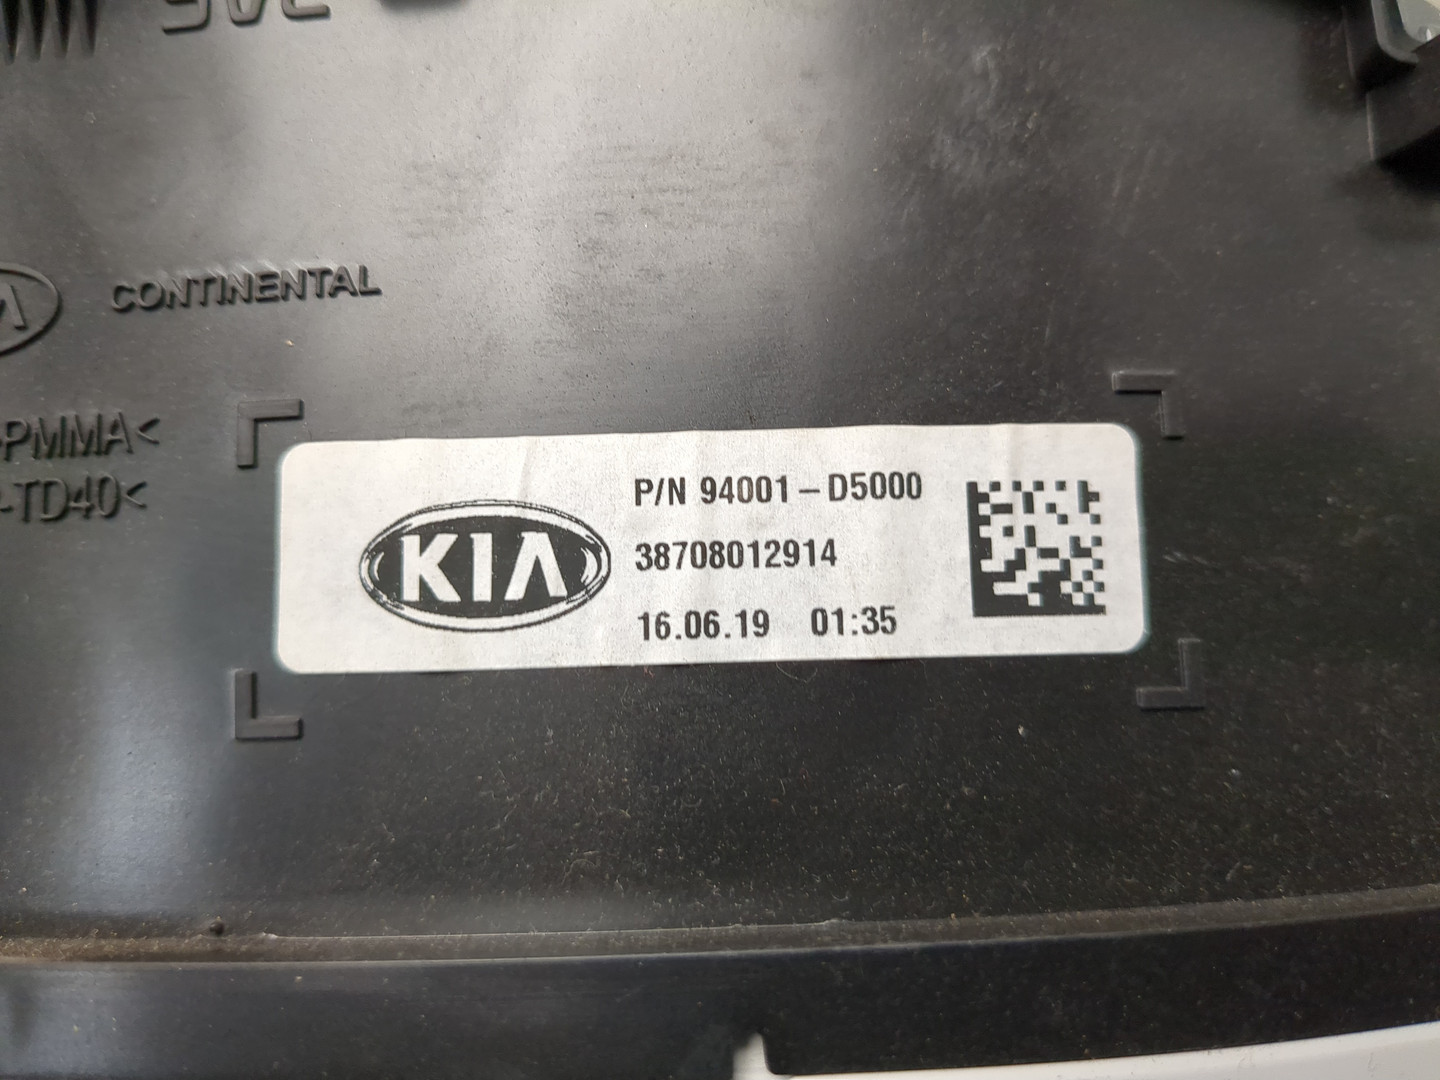 CONTINENTAL
>PMMA<
-TD40<
KIA
P/N 94001-D5000
38708012914
16.06.19 01:35